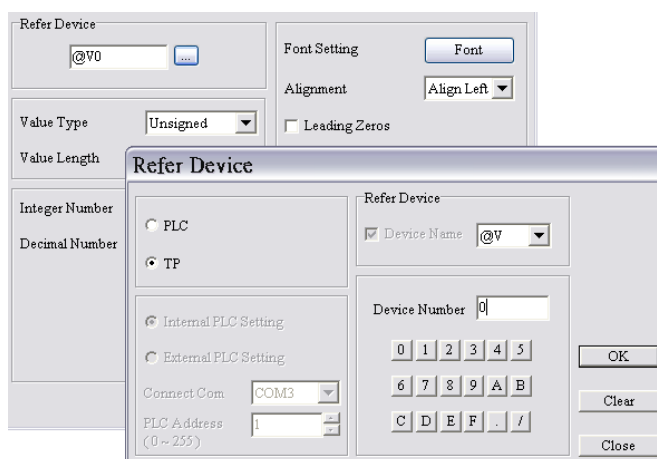 Refer Device
@V0
...
Font Setting
Font
Alignment
Align Left
Value Type
Unsigned
Leading Zeros
Value Length
Integer Number
Decimal Number
Refer Device
PLC
TP
Refer Device
Device Name
@V
Internal PLC Setting
External PLC Setting
Connect Com
COM3
PLC Address
(0 ~ 255)
1
Device Number
0
0 1 2 3 4 5
6 7 8 9 A B
C D E F . /
OK
Clear
Close